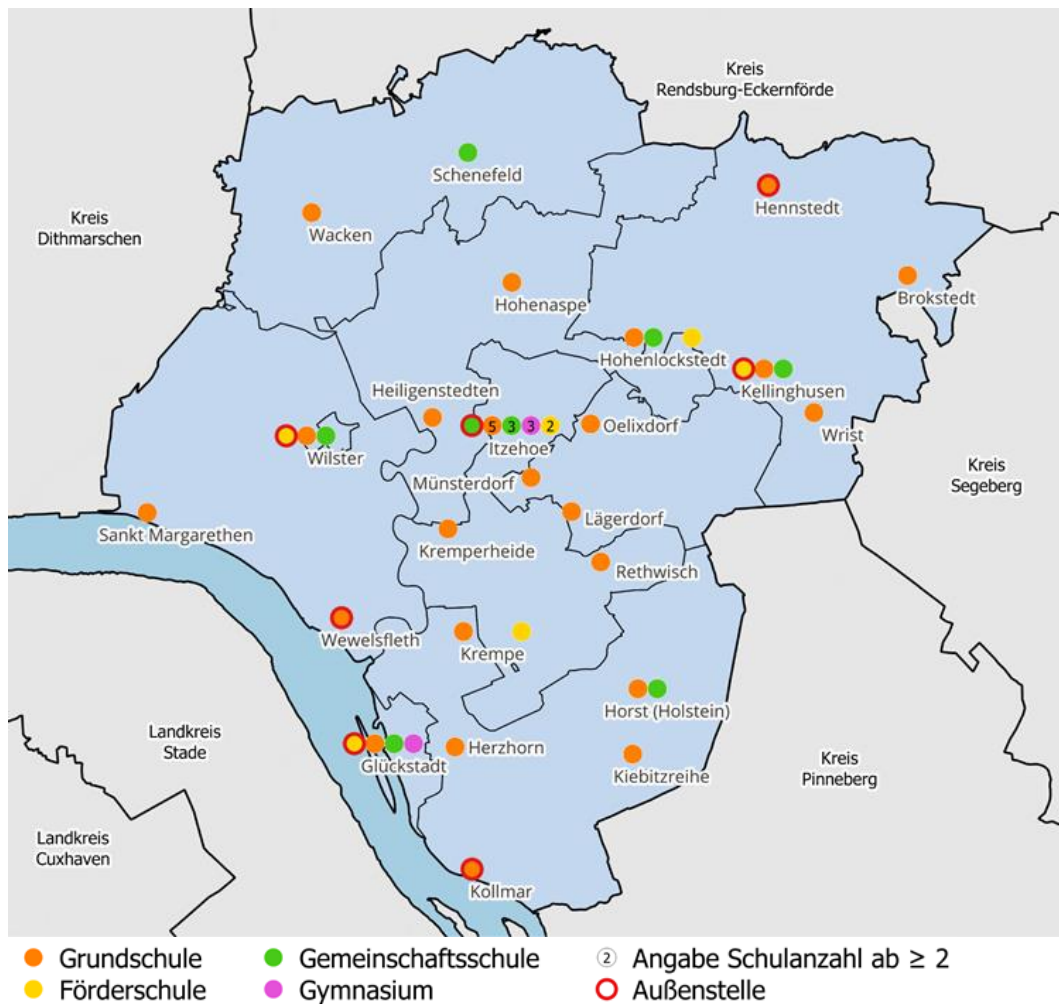 Kreis
Rendsburg-Eckernförde
Schenefeld
Hennstedt
Kreis
Dithmarschen
Wacken
Hohenaspe
Brokstedt
Hohenlockstedt
Kellinghusen
Heiligenstedten
5 3 3 2
Oelixdorf
Wrist
Itzehoe
Wilster
Kreis
Segeberg
Münsterdorf
Lägerdorf
Sankt Margarethen
Kremperheide
Rethwisch
Wewelsfleth
Krempe
Horst (Holstein)
Landkreis
Stade
Herzhorn
Glückstadt
Kiebitzreihe
Kreis
Pinneberg
Landkreis
Cuxhaven
Kollmar
Grundschule
Gemeinschaftsschule
2 Angabe Schulanzahl ab ≥ 2
Förderschule
Gymnasium
Außenstelle